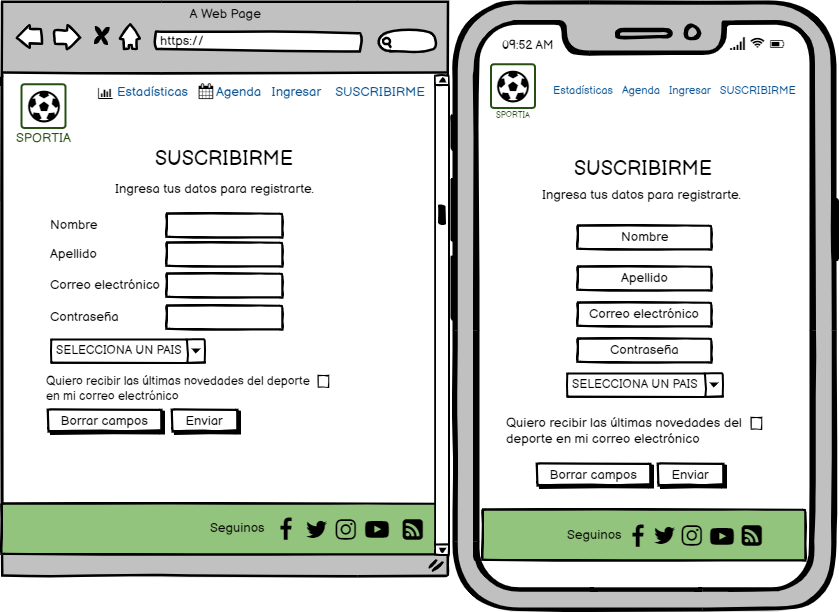 A Web Page
https://
SPORTIA
Estadísticas Agenda Ingresar SUSCRIBIRME
SUSCRIBIRME
Ingresa tus datos para registrarte.
Nombre
Apellido
Correo electrónico
Contraseña
SELECCIONA UN PAIS
Quiero recibir las últimas novedades del deporte
en mi correo electrónico
Borrar campos Enviar
Seguinos
09:52 AM
SPORTIA
Estadísticas Agenda Ingresar SUSCRIBIRME
SUSCRIBIRME
Ingresa tus datos para registrarte.
Nombre
Apellido
Correo electrónico
Contraseña
SELECCIONA UN PAIS
Quiero recibir las últimas novedades del
deporte en mi correo electrónico
Borrar campos Enviar
Seguinos